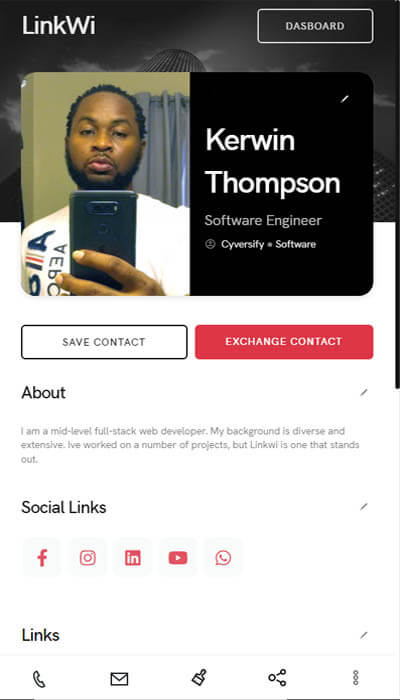 LinkWi
DASBOARD
Kerwin
Thompson
Software Engineer
Cyversify Software
SAVE CONTACT
EXCHANGE CONTACT
About
I am a mid-level full-stack web developer. My background is diverse and
extensive. Ive worked on a number of projects, but Linkwi is one that stands
out.
Social Links
Links